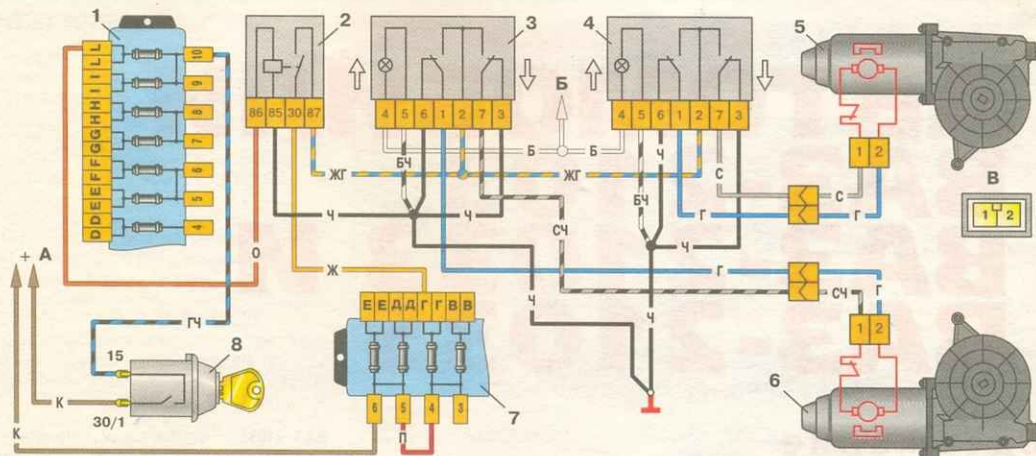 1
L L I I H H G G F F E E D D
10
9
8
7
6
5
4
2
86 85 30 87
3
4 5 6 1 2 7 3
4
4 5 6 1 2 7 3
5
1 2
В
1 2
Б
Б
Б
БЧ
ЖГ
ЖГ
Ч
Ч
Ч
С
С
Г
Г
СЧ
БЧ
Ч
Ч
Г
СЧ
Г
1 2
6
О
Ж
Ч
Ч
+ А
ГЧ
15
8
30/1
К
К
Е Е Д Д Г Г В В
7
6 5 4 3
П